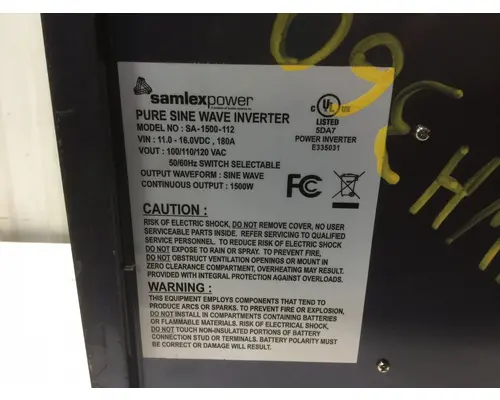 samlexpower
PURE SINE WAVE INVERTER
MODEL NO : SA-1500-112
VIN : 11.0 - 16.0VDC, 180A
VOUT : 100/110/120 VAC
50/60Hz SWITCH SELECTABLE
OUTPUT WAVEFORM : SINE WAVE
CONTINUOUS OUTPUT : 1500W
C UL US
LISTED
5DA7
POWER INVERTER
E335031
FC
CAUTION :
RISK OF ELECTRIC SHOCK, DO NOT REMOVE COVER, NO USER
SERVICEABLE PARTS INSIDE. REFER SERVICING TO QUALIFIED
SERVICE PERSONNEL. TO REDUCE RISK OF ELECTRIC SHOCK
DO NOT EXPOSE TO RAIN OR SPRAY. TO PREVENT FIRE,
DO NOT OBSTRUCT VENTILATION OPENINGS OR MOUNT IN
ZERO CLEARANCE COMPARTMENT, OVERHEATING MAY RESULT.
PROVIDED WITH INTEGRAL PROTECTION AGAINST OVERLOADS.
WARNING :
THIS EQUIPMENT EMPLOYS COMPONENTS THAT TEND TO
PRODUCE ARCS OR SPARKS. TO PREVENT FIRE OR EXPLOSION,
DO NOT INSTALL IN COMPARTMENTS CONTAINING BATTERIES
OR FLAMMABLE MATERIALS. RISK OF ELECTRICAL SHOCK,
DO NOT TOUCH NON-INSULATED PORTIONS OF BATTERY
CONNECTION STUD OR TERMINALS. BATTERY POLARITY MUST
BE CORRECT OR DAMAGE WILL RESULT.